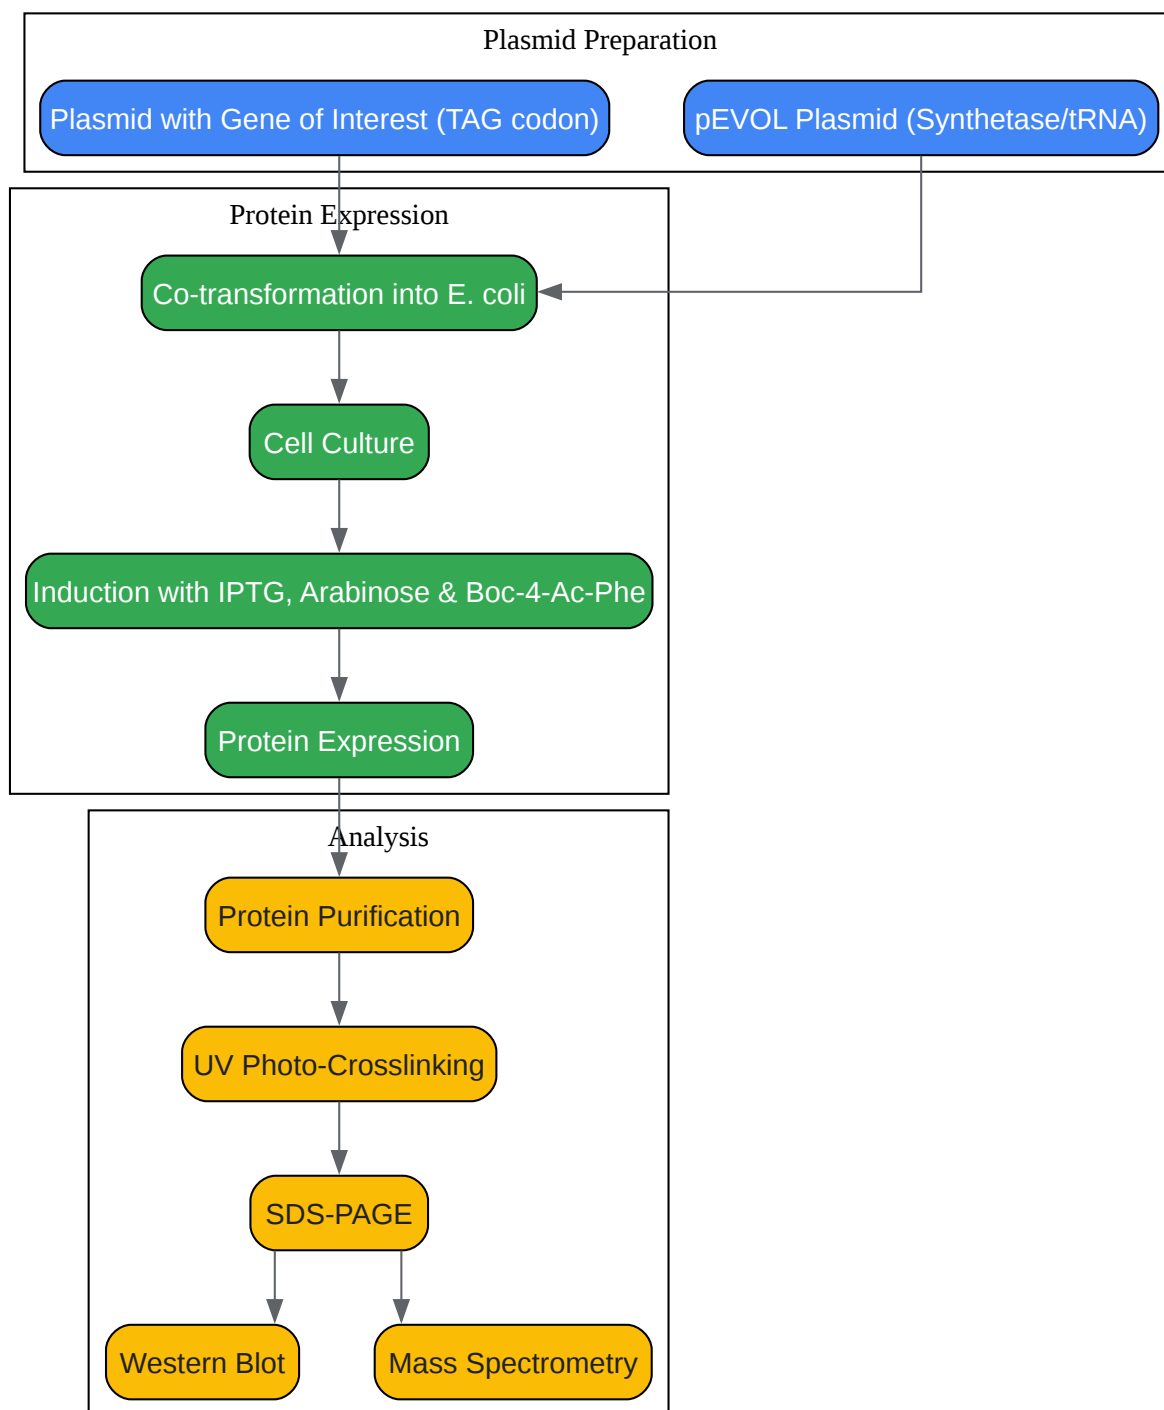 Plasmid Preparation
Plasmid with Gene of Interest (TAG codon)
pEVOL Plasmid (Synthetase/tRNA)
Protein Expression
Co-transformation into E. coli
Cell Culture
Induction with IPTG, Arabinose & Boc-4-Ac-Phe
Protein Expression
Analysis
Protein Purification
UV Photo-Crosslinking
SDS-PAGE
Western Blot
Mass Spectrometry